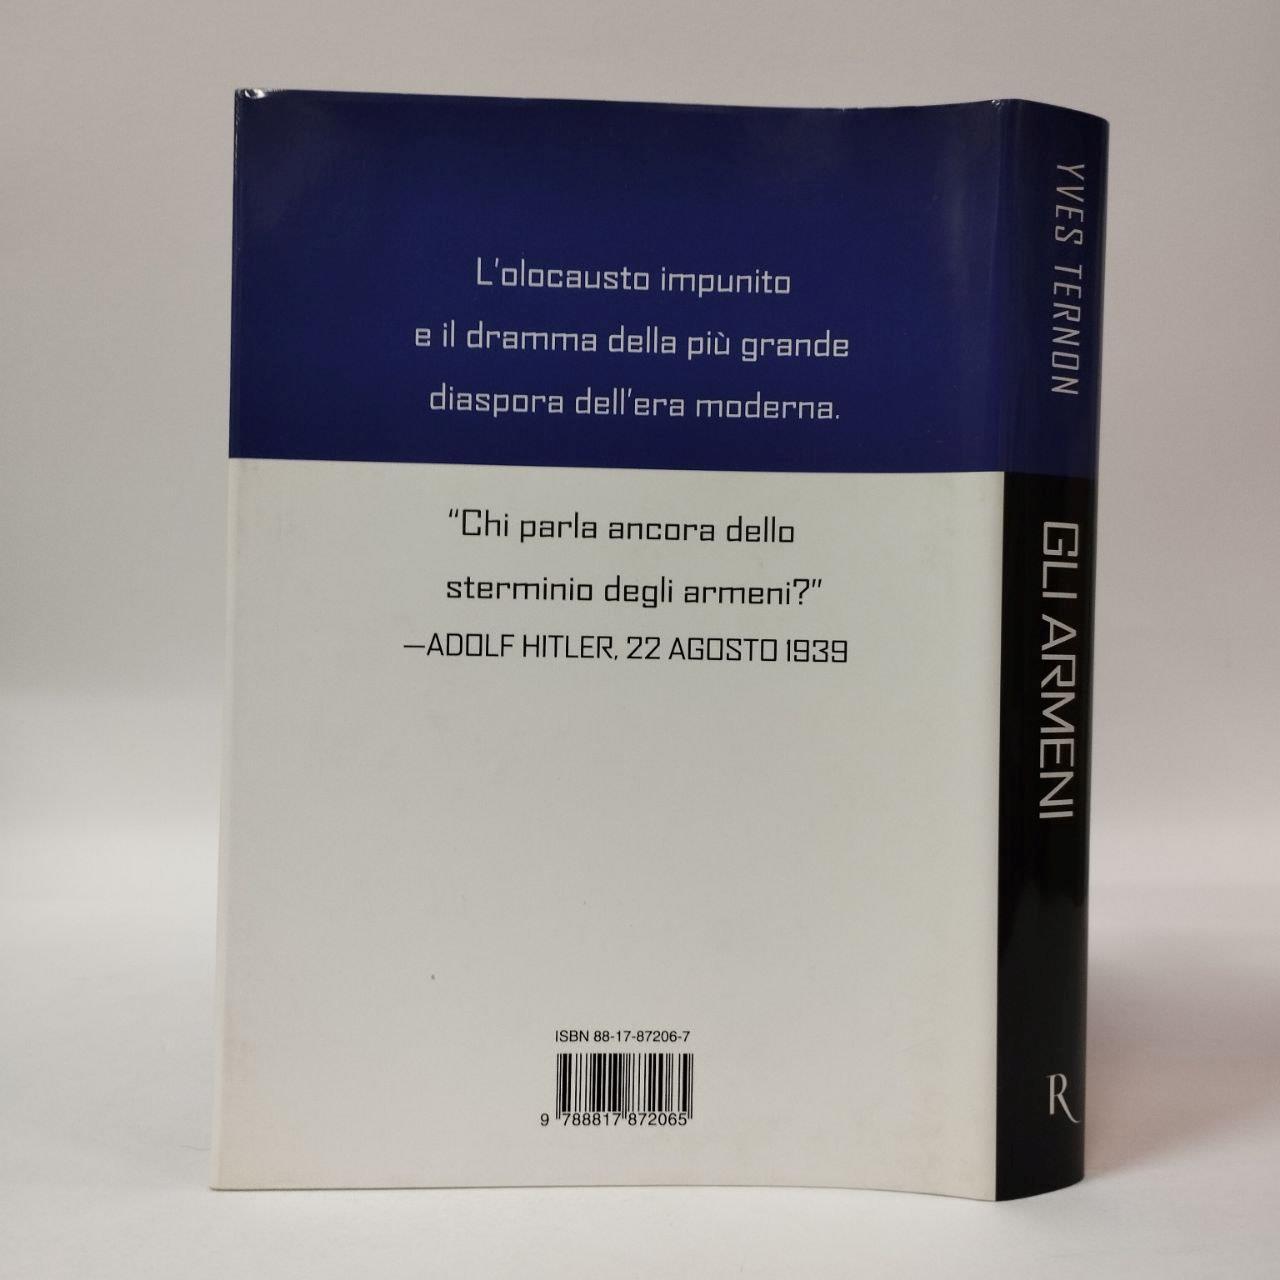 L'olocausto impunito
e il dramma della più grande
diaspora dell'era moderna.
“Chi parla ancora dello
sterminio degli armeni?”
—ADOLF HITLER, 22 AGOSTO 1939
ISBN 88-17-87206-7
9 788817 872065
YVES TERNON
GLI ARMENI
R